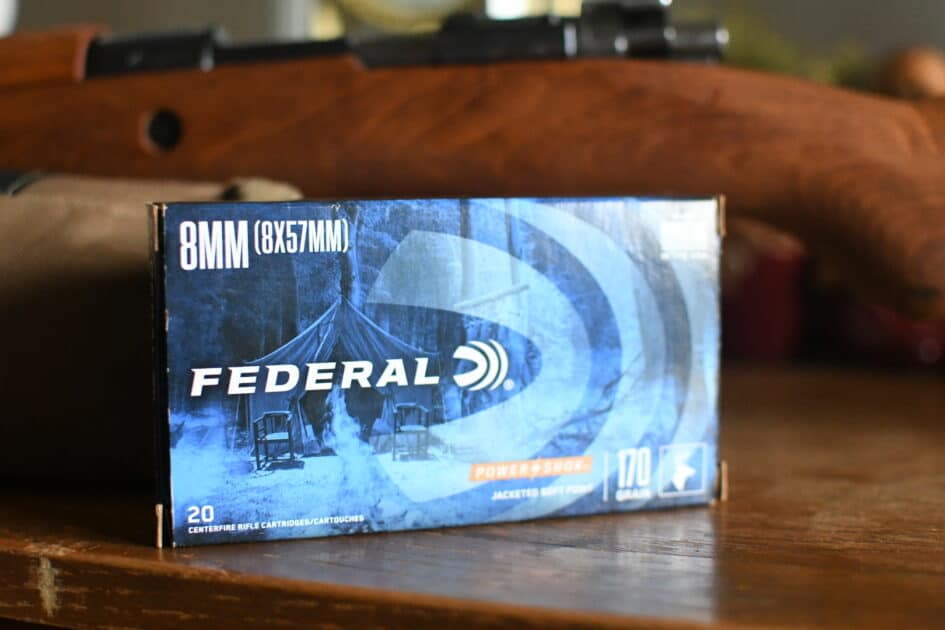 8MM (8X57MM)
FEDERAL
®
POWER SHOK
JACKETED SOFT POINT
170
GRAIN
20
CENTERFIRE RIFLE CARTRIDGES/CARTOUCHES